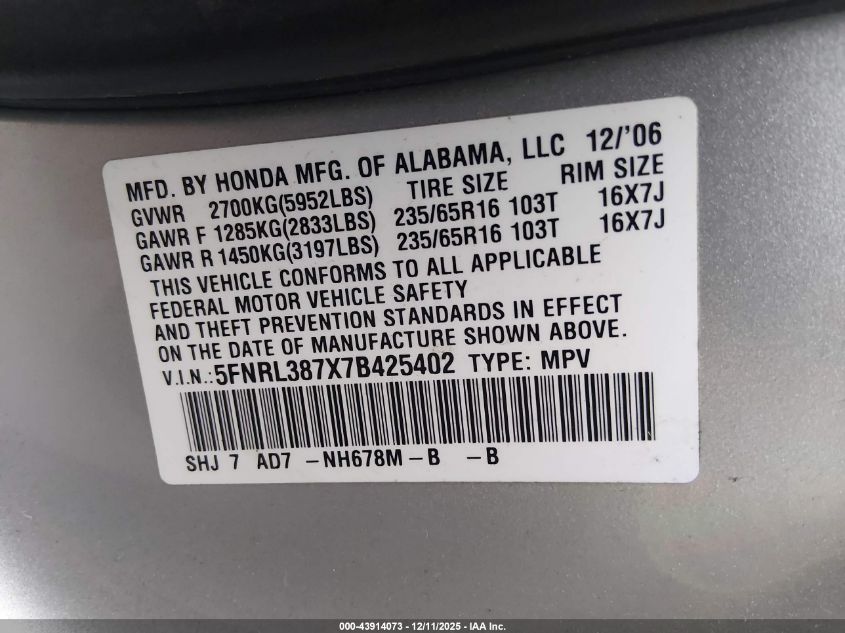 MFD. BY HONDA MFG. OF ALABAMA, LLC 12/'06
GVWR 2700KG(5952LBS) TIRE SIZE RIM SIZE
GAWR F 1285KG(2833LBS) 235/65R16 103T 16X7J
GAWR R 1450KG(3197LBS) 235/65R16 103T 16X7J
THIS VEHICLE CONFORMS TO ALL APPLICABLE
FEDERAL MOTOR VEHICLE SAFETY
AND THEFT PREVENTION STANDARDS IN EFFECT
ON THE DATE OF MANUFACTURE SHOWN ABOVE.
V.I.N.:5FNRL387X7B425402 TYPE: MPV
SHJ 7 AD7 -NH678M-B -B
000-43914073 - 12/11/2025 - IAA Inc.